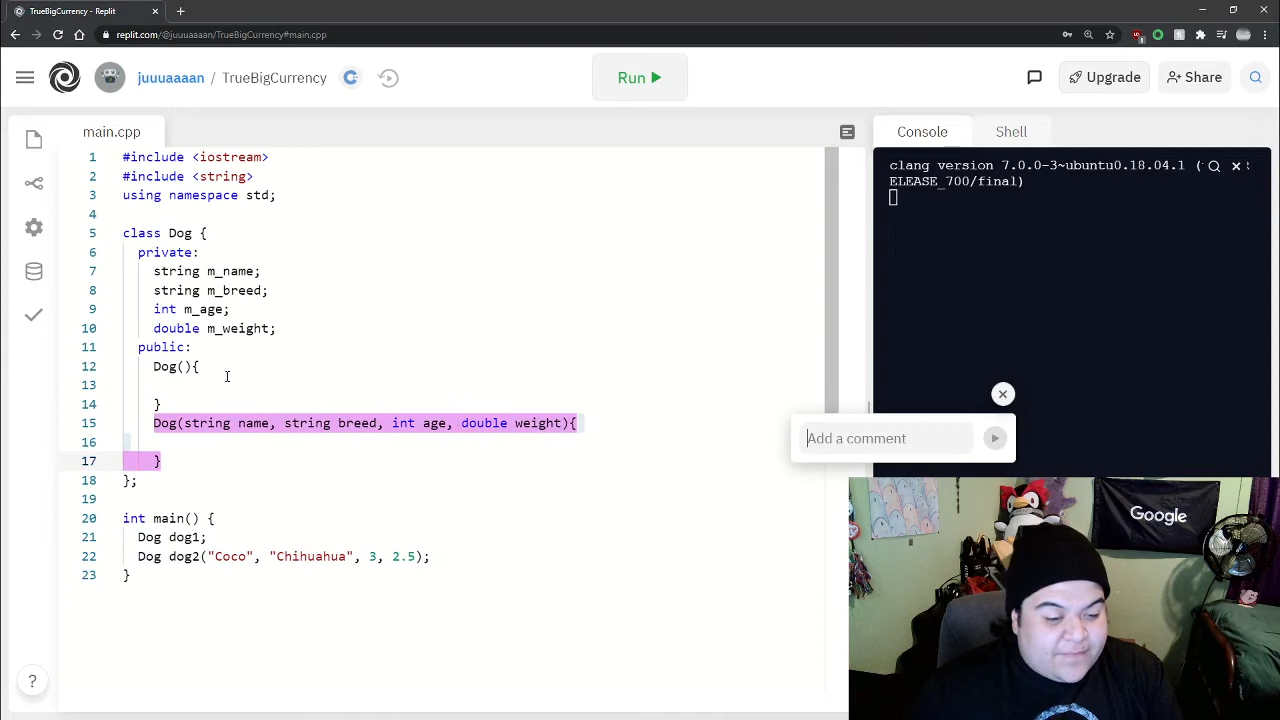 TrueBigCurrency - Replit
replit.com/@juuuaaaan/TrueBigCurrency#main.cpp
juuuaaaan / TrueBigCurrency
Run
Upgrade
Share
main.cpp
Console
Shell
1 #include <iostream>
2 #include <string>
3 using namespace std;
4
5 class Dog {
6 private:
7 string m_name;
8 string m_breed;
9 int m_age;
10 double m_weight;
11 public:
12 Dog(){
13
14 }
15 Dog(string name, string breed, int age, double weight){
16
17 }
18 };
19
20 int main() {
21 Dog dog1;
22 Dog dog2("Coco", "Chihuahua", 3, 2.5);
23 }
clang version 7.0.0-3~ubuntu0.18.04.1 (
ELEASE_700/final)
Add a comment
Google
?